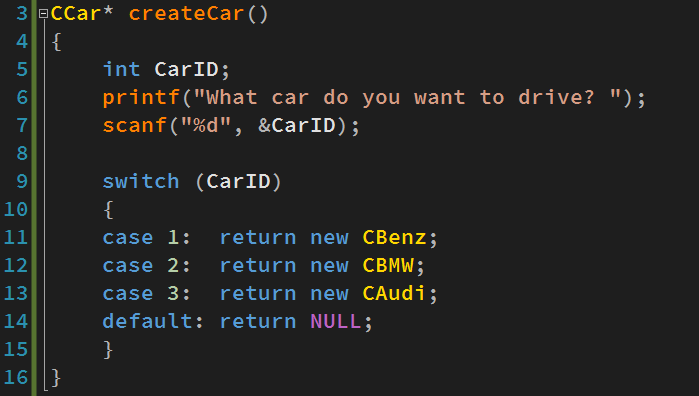 3 CCar* createCar()
4 {
5     int CarID;
6     printf("What car do you want to drive? ");
7     scanf("%d", &CarID);
8
9     switch (CarID)
10     {
11     case 1:  return new CBenz;
12     case 2:  return new CBMW;
13     case 3:  return new CAudi;
14     default: return NULL;
15     }
16 }